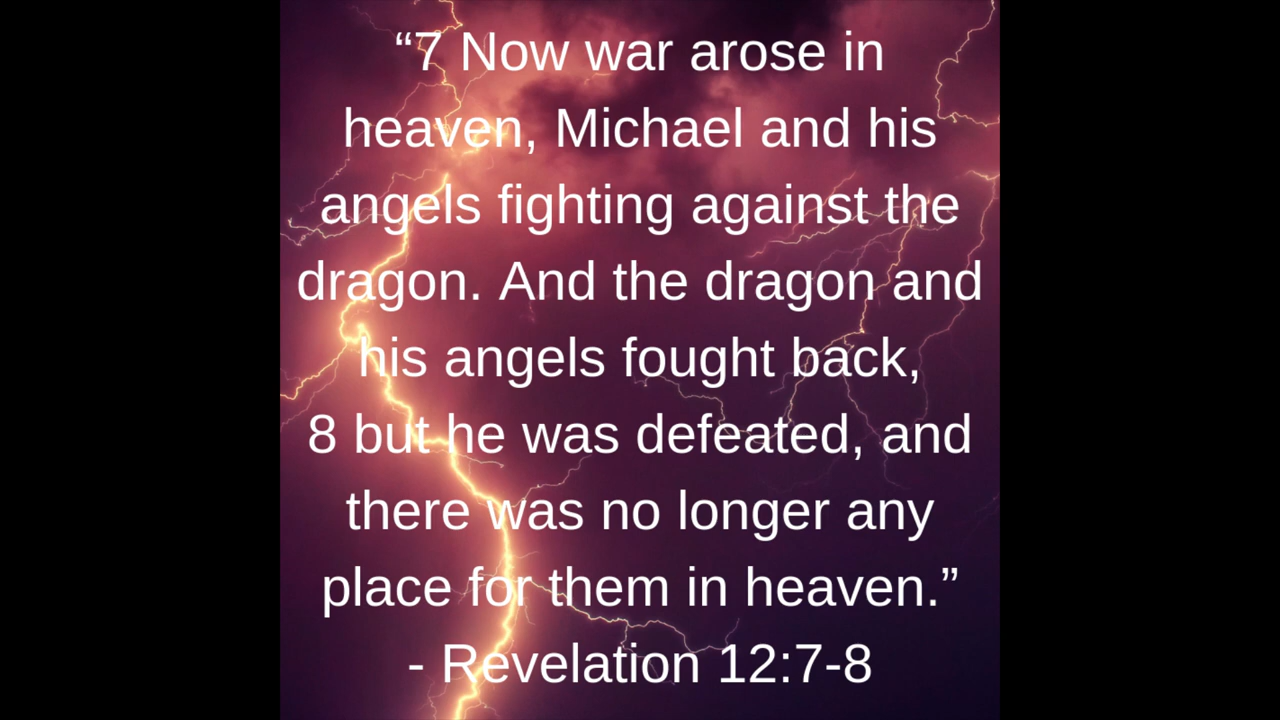 “7 Now war arose in
heaven, Michael and his
angels fighting against the
dragon. And the dragon and
his angels fought back,
8 but he was defeated, and
there was no longer any
place for them in heaven.”
- Revelation 12:7-8